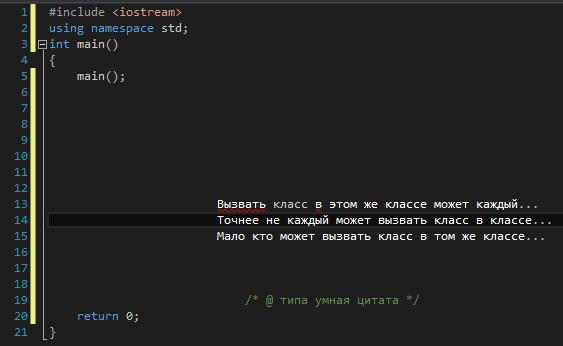 1 #include <iostream>
2 using namespace std;
3 int main()
4 {
5 main();
6
7
8
9
10
11
12
13 Вызвать класс в этом же классе может каждый...
14 Точнее не каждый может вызвать класс в классе...
15 Мало кто может вызвать класс в том же классе...
16
17
18
19 /* @ типа умная цитата */
20 return 0;
21 }